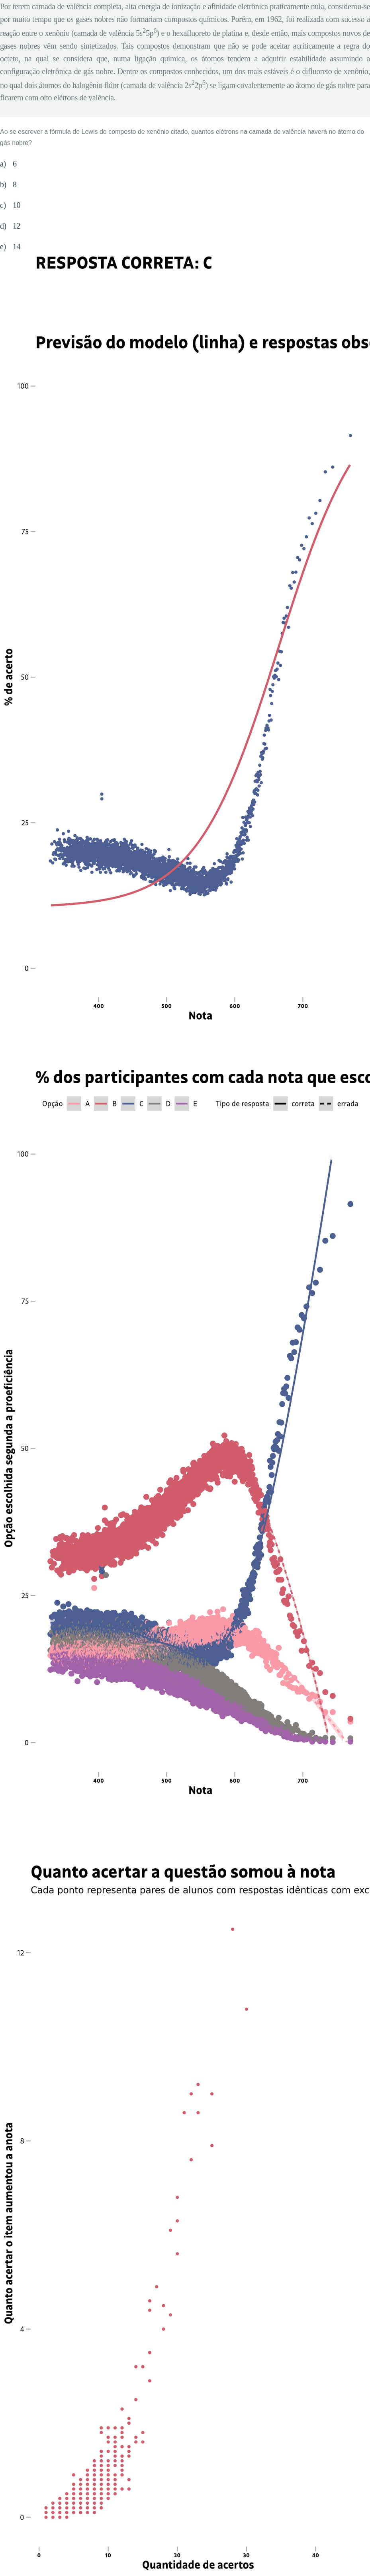 Por terem camada de valência completa, alta energia de ionização e afinidade eletrônica praticamente nula, considerou-se
por muito tempo que os gases nobres não formariam compostos químicos. Porém, em 1962, foi realizada com sucesso a
reação entre o xenônio (camada de valência 5s²5p⁶) e o hexafluoreto de platina e, desde então, mais compostos novos de
gases nobres vêm sendo sintetizados. Tais compostos demonstram que não se pode aceitar acriticamente a regra do
octeto, na qual se considera que, numa ligação química, os átomos tendem a adquirir estabilidade assumindo a
configuração eletrônica de gás nobre. Dentre os compostos conhecidos, um dos mais estáveis é o difluoreto de xenônio,
no qual dois átomos do halogênio flúor (camada de valência 2s²2p⁵) se ligam covalentemente ao átomo de gás nobre para
ficarem com oito elétrons de valência.
Ao se escrever a fórmula de Lewis do composto de xenônio citado, quantos elétrons na camada de valência haverá no átomo do
gás nobre?
a) 6
b) 8
c) 10
d) 12
e) 14
RESPOSTA CORRETA: C
Previsão do modelo (linha) e respostas obs
100
75
50
25
0
% de acerto
400 500 600 700
Nota
% dos participantes com cada nota que esco
Opção A B C D E Tipo de resposta correta errada
100
75
50
25
0
Opção escolhida segunda a proeficiência
400 500 600 700
Nota
Quanto acertar a questão somou à nota
Cada ponto representa pares de alunos com respostas idênticas com exc
12
8
4
0
Quanto acertar o item aumentou a anota
0 10 20 30 40
Quantidade de acertos